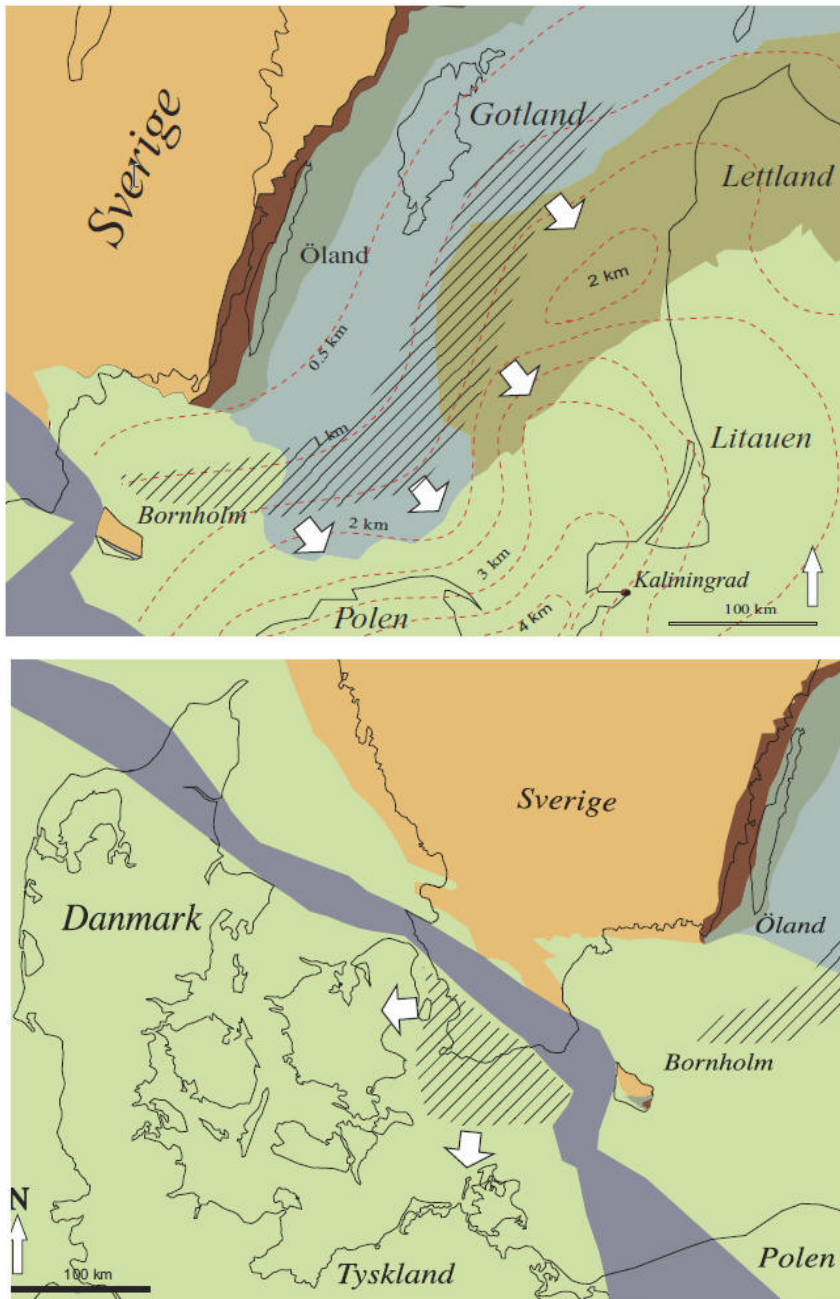 Sverige
Gotland
Lettland
Öland
2 km
0,5 km
1 km
Litauen
Bornholm
2 km
3 km
Kaliningrad
Polen
4 km
100 km
Sverige
Danmark
Öland
Bornholm
N
100 km
Tyskland
Polen